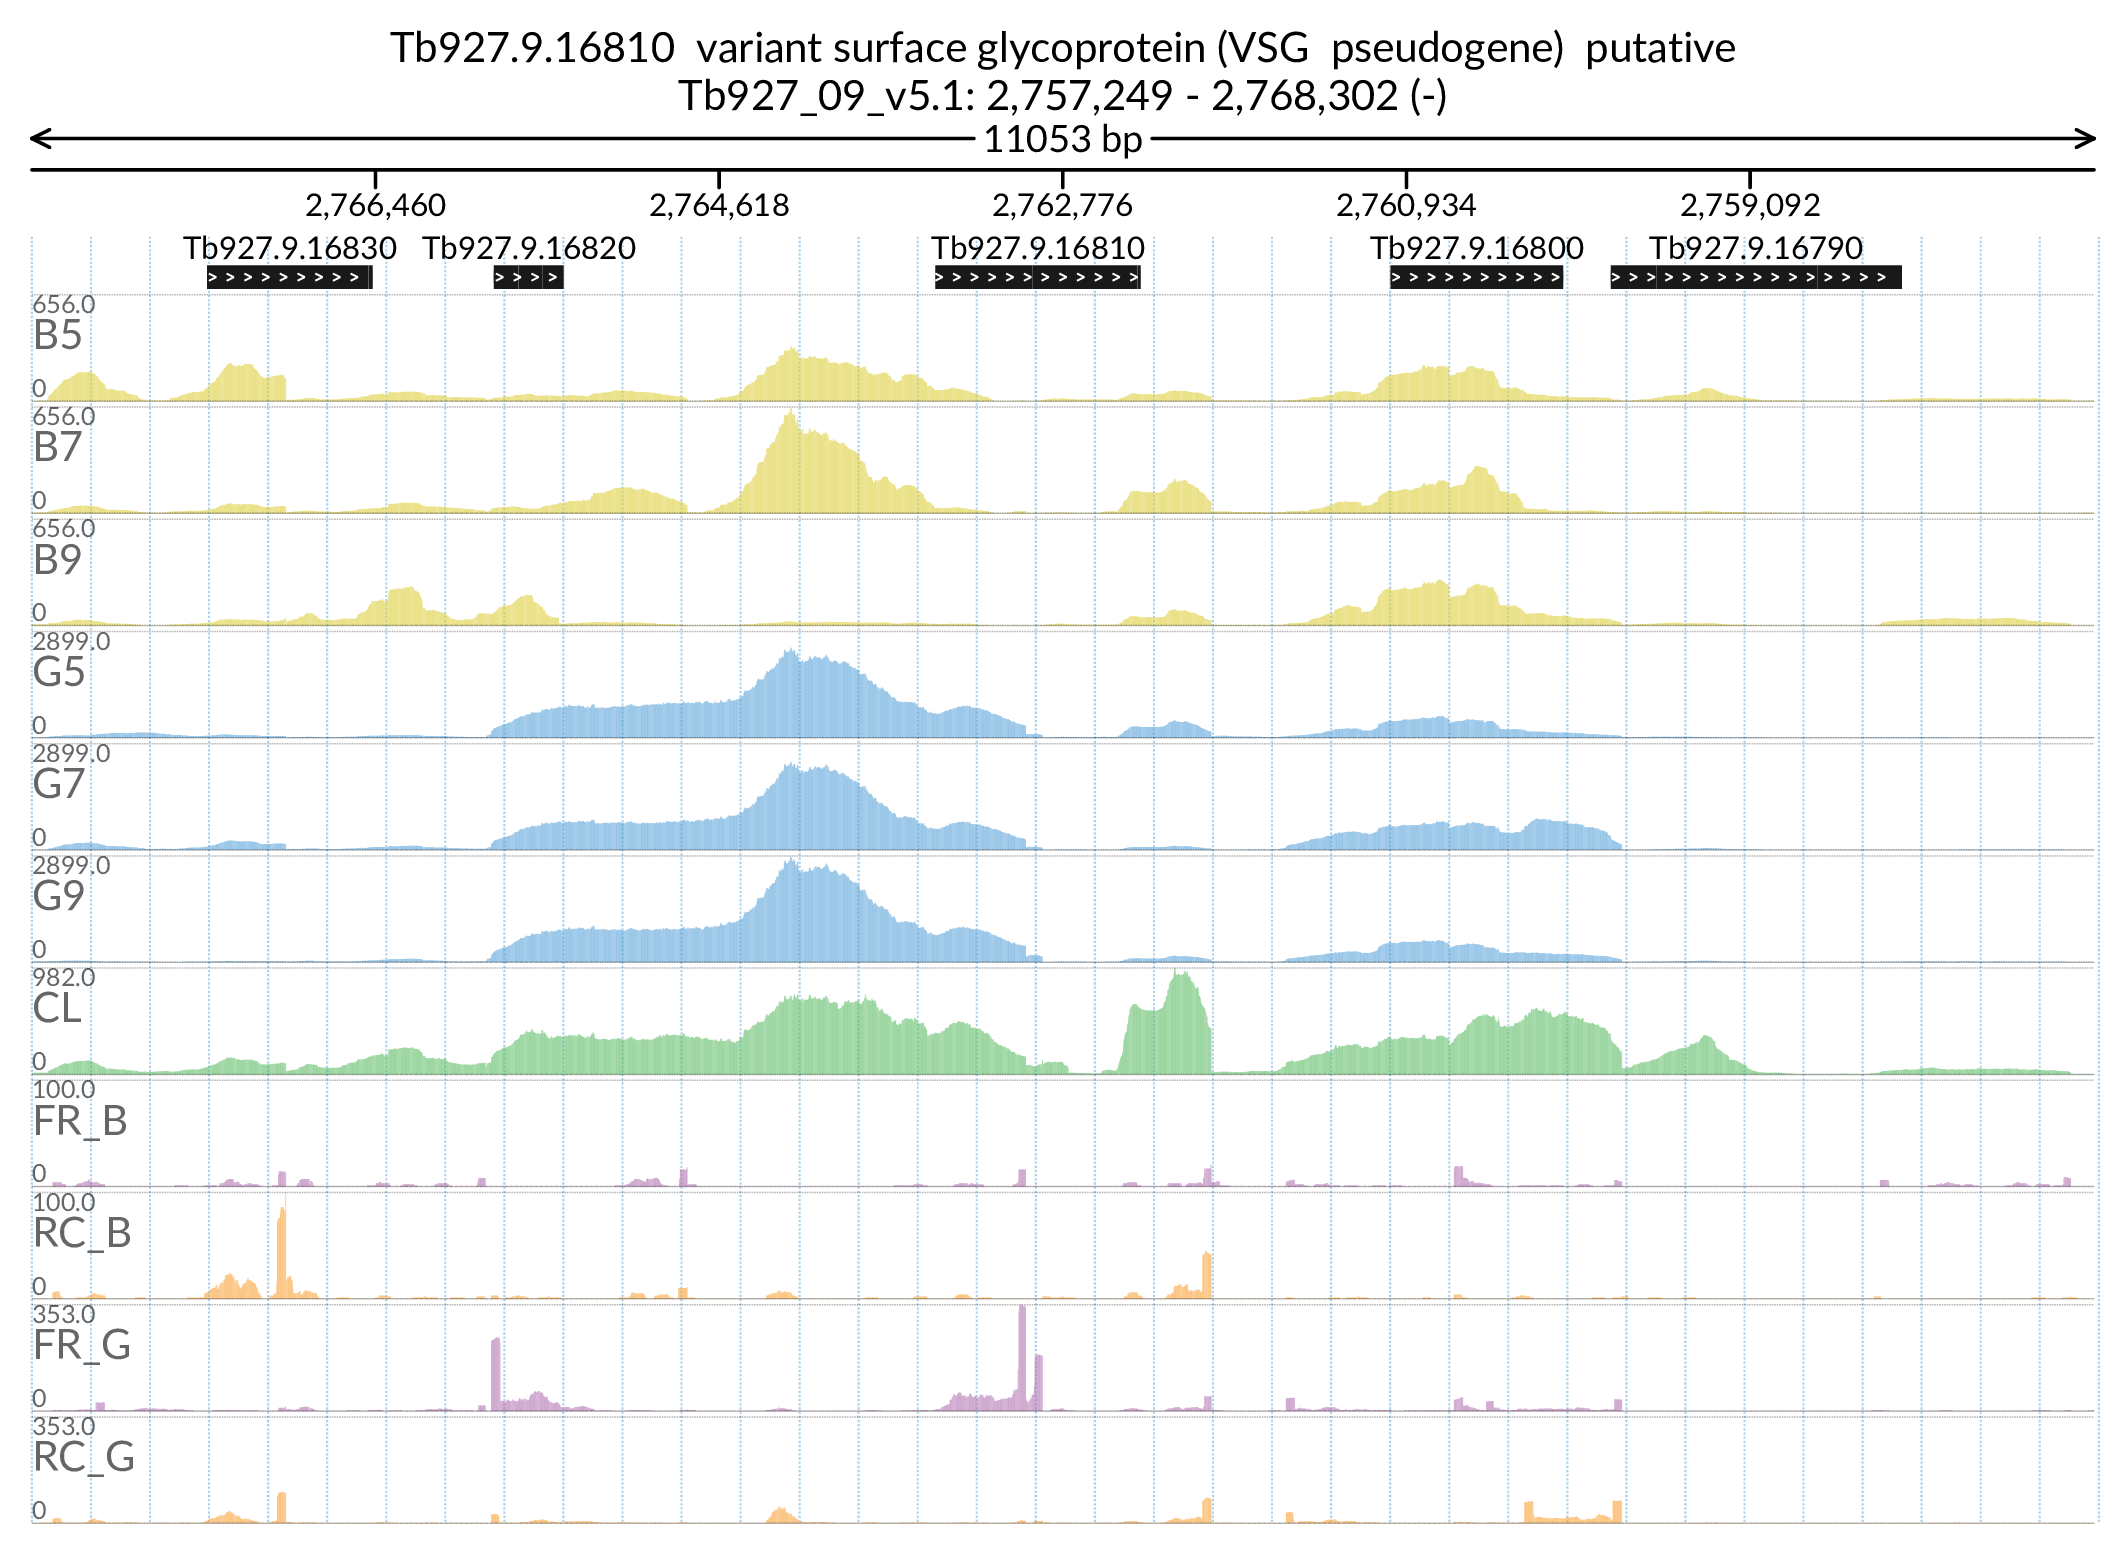 Tb927.9.16810 variant surface glycoprotein (VSG pseudogene) putative
Tb927_09_v5.1: 2,757,249 - 2,768,302 (-)
11053 bp
2,766,460 2,764,618 2,762,776 2,760,934 2,759,092
Tb927.9.16830 Tb927.9.16820 Tb927.9.16810 Tb927.9.16800 Tb927.9.16790
656.0
B5
0
656.0
B7
0
656.0
B9
0
2899.0
G5
0
2899.0
G7
0
2899.0
G9
0
982.0
CL
0
100.0
FR_B
0
100.0
RC_B
0
353.0
FR_G
0
353.0
RC_G
0